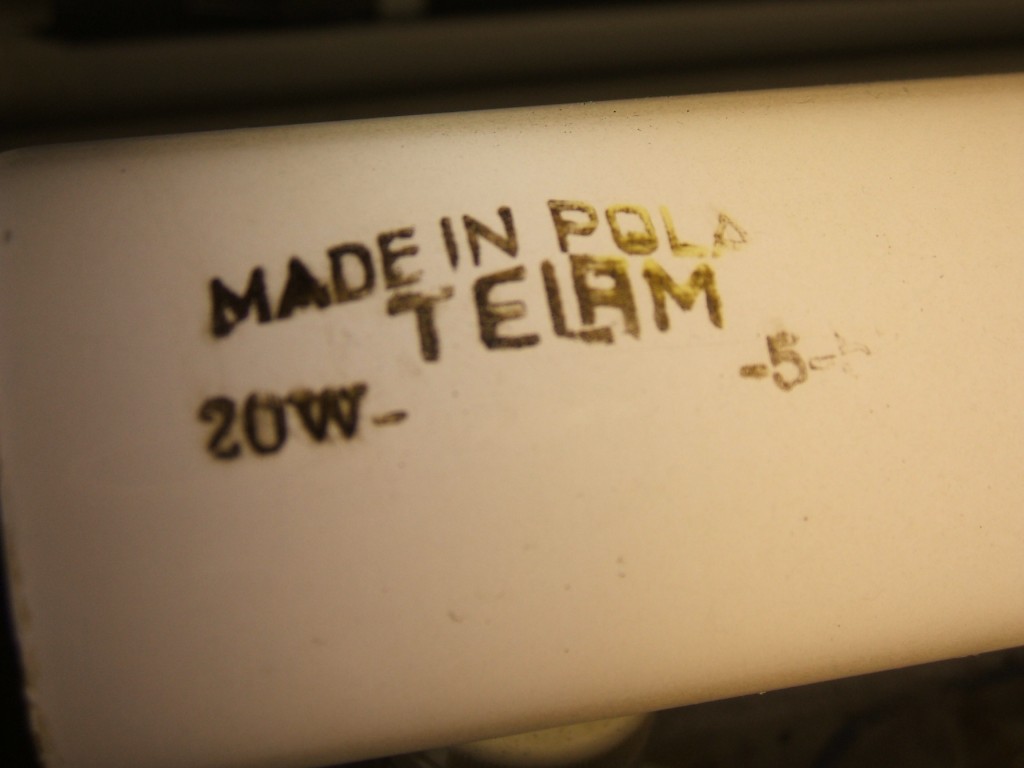 MADE IN POLA
TELAM
20W- -5-